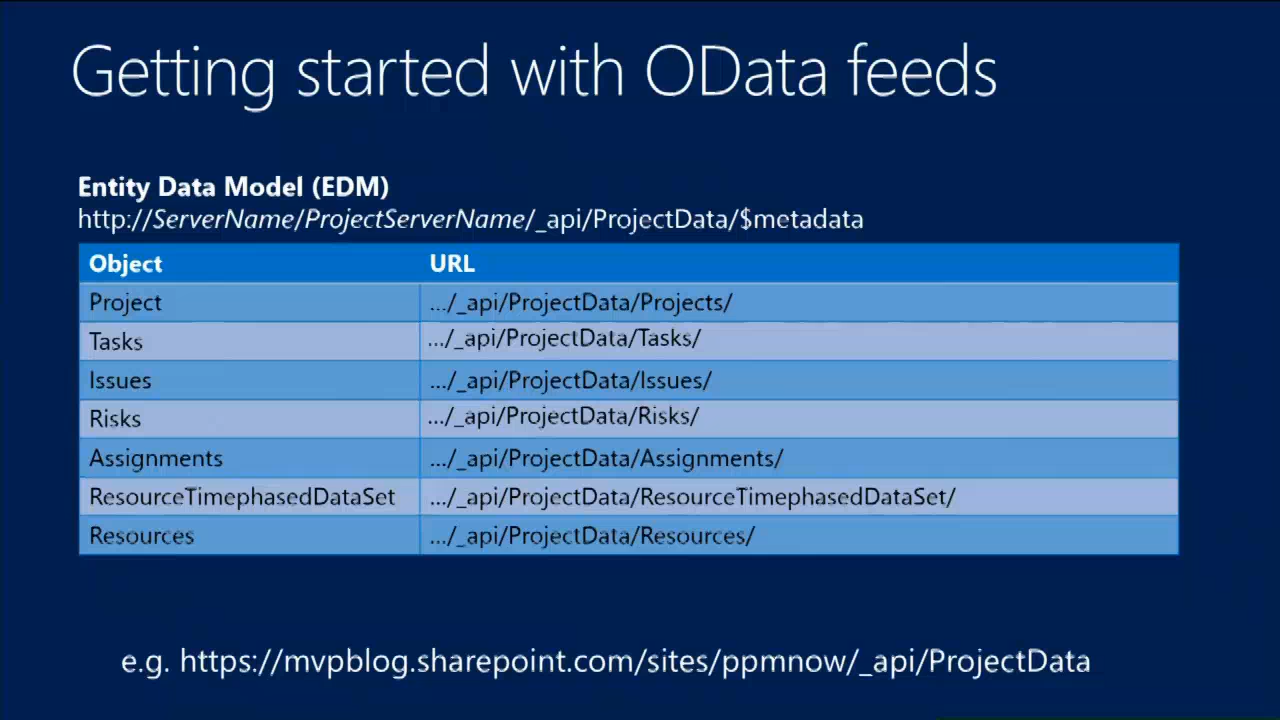 Getting started with OData feeds
Entity Data Model (EDM)
http://ServerName/ProjectServerName/_api/ProjectData/$metadata
Object URL
Project .../_api/ProjectData/Projects/
Tasks .../_api/ProjectData/Tasks/
Issues .../_api/ProjectData/Issues/
Risks .../_api/ProjectData/Risks/
Assignments .../_api/ProjectData/Assignments/
ResourceTimephasedDataSet .../_api/ProjectData/ResourceTimephasedDataSet/
Resources .../_api/ProjectData/Resources/
e.g. https://mvpblog.sharepoint.com/sites/ppmnow/_api/ProjectData